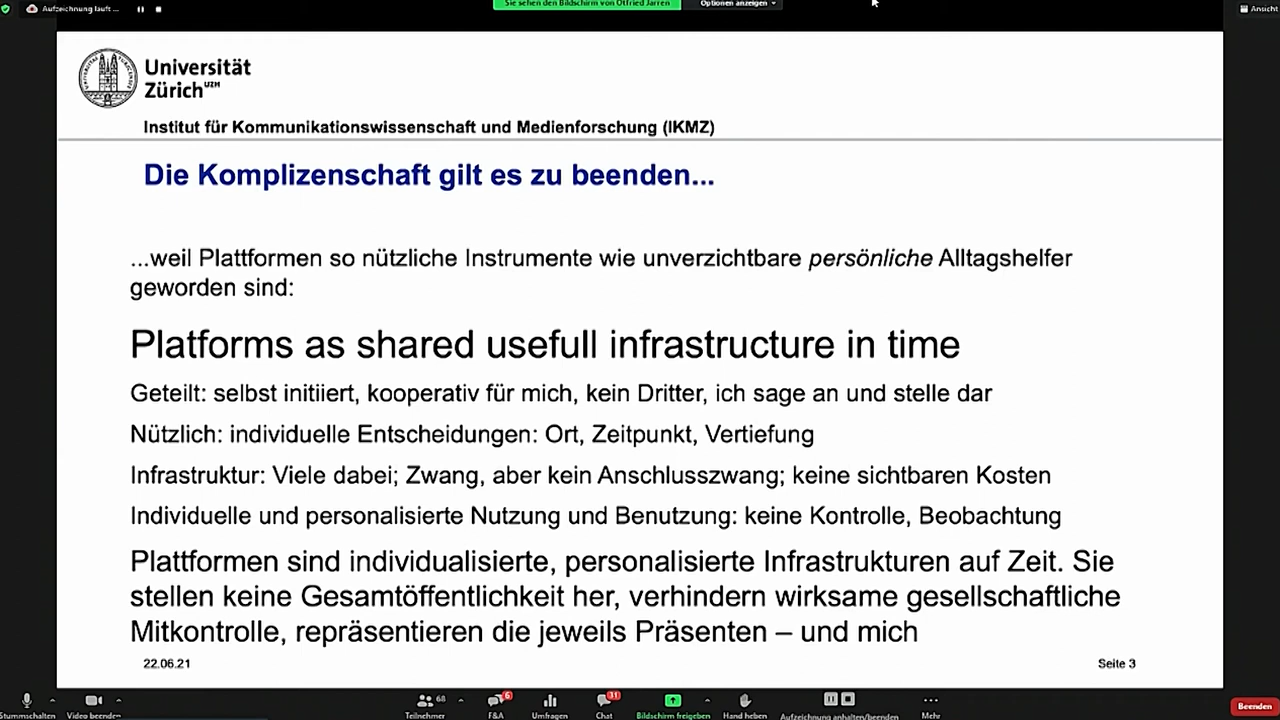 Aufzeichnung läuft ...
Sie sehen den Bildschirm von Otfried Jarren
Optionen anzeigen
Ansicht
Universität
Zürich UZH
Institut für Kommunikationswissenschaft und Medienforschung (IKMZ)
Die Komplizenschaft gilt es zu beenden...
...weil Plattformen so nützliche Instrumente wie unverzichtbare persönliche Alltagshelfer
geworden sind:
Platforms as shared usefull infrastructure in time
Geteilt: selbst initiiert, kooperativ für mich, kein Dritter, ich sage an und stelle dar
Nützlich: individuelle Entscheidungen: Ort, Zeitpunkt, Vertiefung
Infrastruktur: Viele dabei; Zwang, aber kein Anschlusszwang; keine sichtbaren Kosten
Individuelle und personalisierte Nutzung und Benutzung: keine Kontrolle, Beobachtung
Plattformen sind individualisierte, personalisierte Infrastrukturen auf Zeit. Sie
stellen keine Gesamtöffentlichkeit her, verhindern wirksame gesellschaftliche
Mitkontrolle, repräsentieren die jeweils Präsenten – und mich
22.06.21
Seite 3
68
6
31
Stummschalten
Video beenden
Teilnehmer
F&A
Umfragen
Chat
Bildschirm freigeben
Hand heben
Aufzeichnung anhalten/beenden
Mehr
Beenden